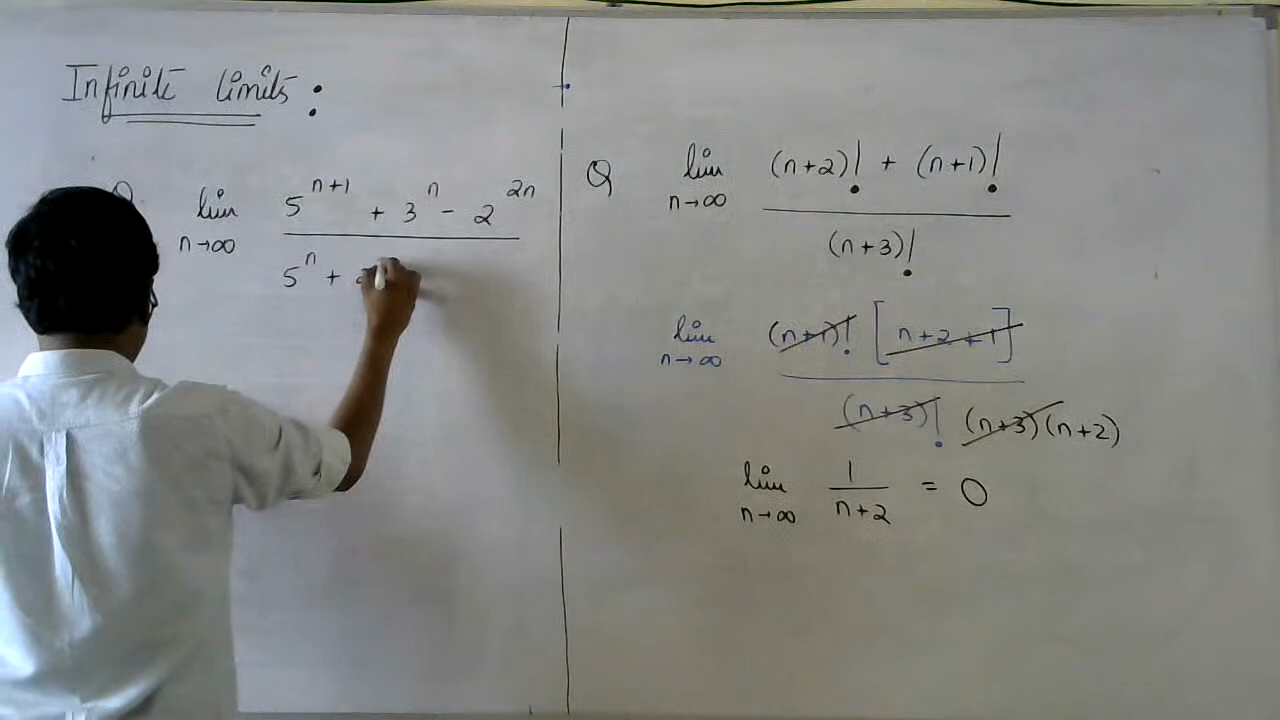 Infinite limits :
Q lim n→∞ 5^(n+1) + 3^n - 2^(2n)
5^n +
Q lim n→∞ (n+2)! + (n+1)!
(n+3)!
lim n→∞ (n+1)! [n+2+1]
(n+3)! (n+3)(n+2)
lim n→∞ 1/(n+2) = 0